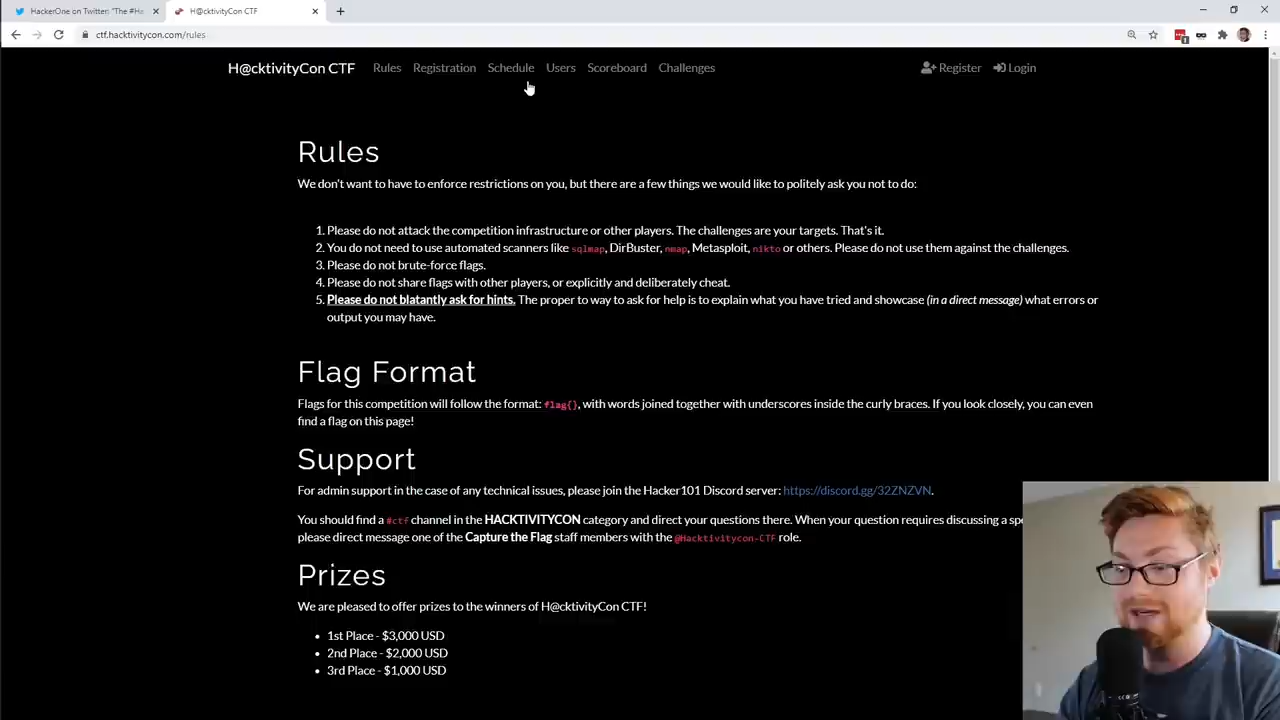 HackerOne on Twitter: "The #Ha
H@cktivityCon CTF
ctf.hacktivitycon.com/rules
H@cktivityCon CTF Rules Registration Schedule Users Scoreboard Challenges Register Login
Rules
We don't want to have to enforce restrictions on you, but there are a few things we would like to politely ask you not to do:
1. Please do not attack the competition infrastructure or other players. The challenges are your targets. That's it.
2. You do not need to use automated scanners like sqlmap, DirBuster, nmap, Metasploit, nikto or others. Please do not use them against the challenges.
3. Please do not brute-force flags.
4. Please do not share flags with other players, or explicitly and deliberately cheat.
5. Please do not blatantly ask for hints. The proper to way to ask for help is to explain what you have tried and showcase (in a direct message) what errors or
output you may have.
Flag Format
Flags for this competition will follow the format: flag{}, with words joined together with underscores inside the curly braces. If you look closely, you can even
find a flag on this page!
Support
For admin support in the case of any technical issues, please join the Hacker101 Discord server: https://discord.gg/32ZNZVN.
You should find a #ctf channel in the HACKTIVITYCON category and direct your questions there. When your question requires discussing a
please direct message one of the Capture the Flag staff members with the @Hacktivitycon-CTF role.
Prizes
We are pleased to offer prizes to the winners of H@cktivityCon CTF!
• 1st Place - $3,000 USD
• 2nd Place - $2,000 USD
• 3rd Place - $1,000 USD